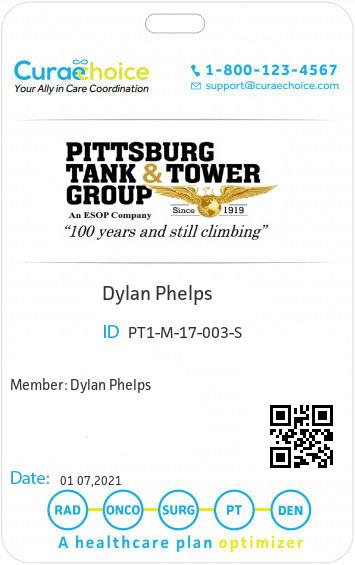 Curaechoice
Your Ally in Care Coordination
1-800-123-4567
support@curaechoice.com
PITTSBURG
TANK & TOWER
GROUP
An ESOP Company
Since 1919
"100 years and still climbing"
Dylan Phelps
ID PT1-M-17-003-S
Member: Dylan Phelps
Date: 01 07,2021
RAD ONCO SURG PT DEN
A healthcare plan optimizer